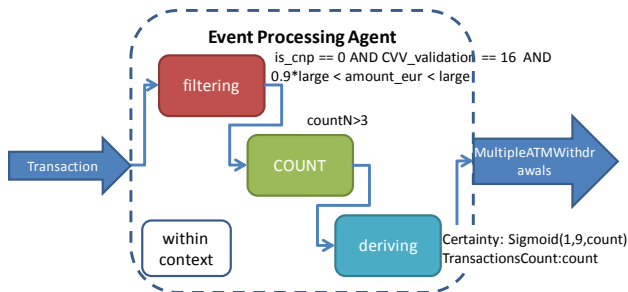 Event Processing Agent
is_cnp == 0 AND CVV_validation == 16 AND
0.9*large < amount_eur < large
filtering
countN>3
Transaction
COUNT
MultipleATMWithdr
awals
within
context
deriving
Certainty: Sigmoid(1,9,count)
TransactionsCount:count